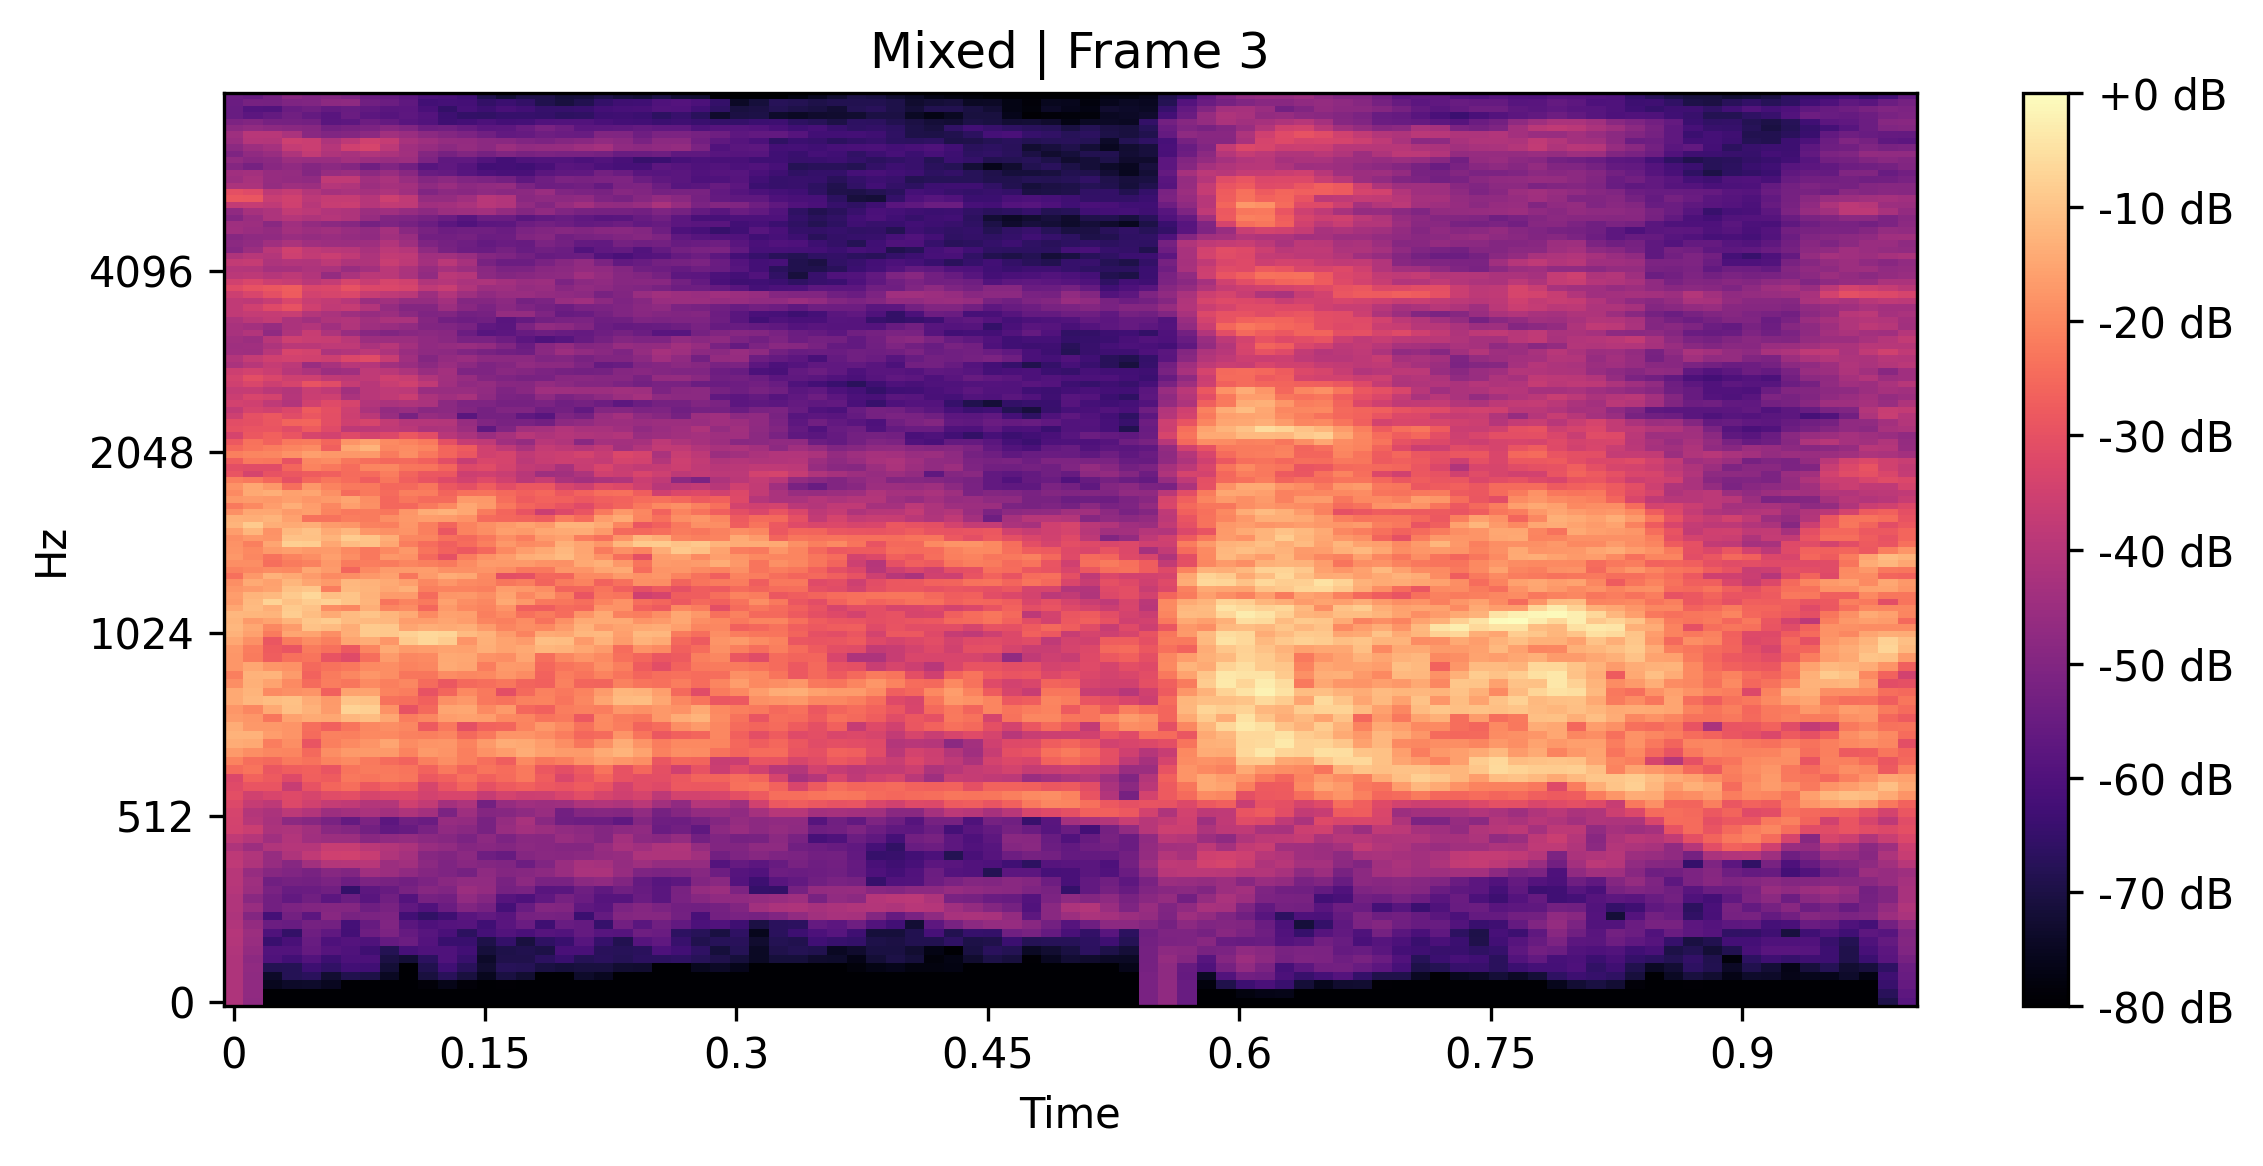 Mixed | Frame 3
Hz
4096
2048
1024
512
0
0 0.15 0.3 0.45 0.6 0.75 0.9
Time
+0 dB
-10 dB
-20 dB
-30 dB
-40 dB
-50 dB
-60 dB
-70 dB
-80 dB